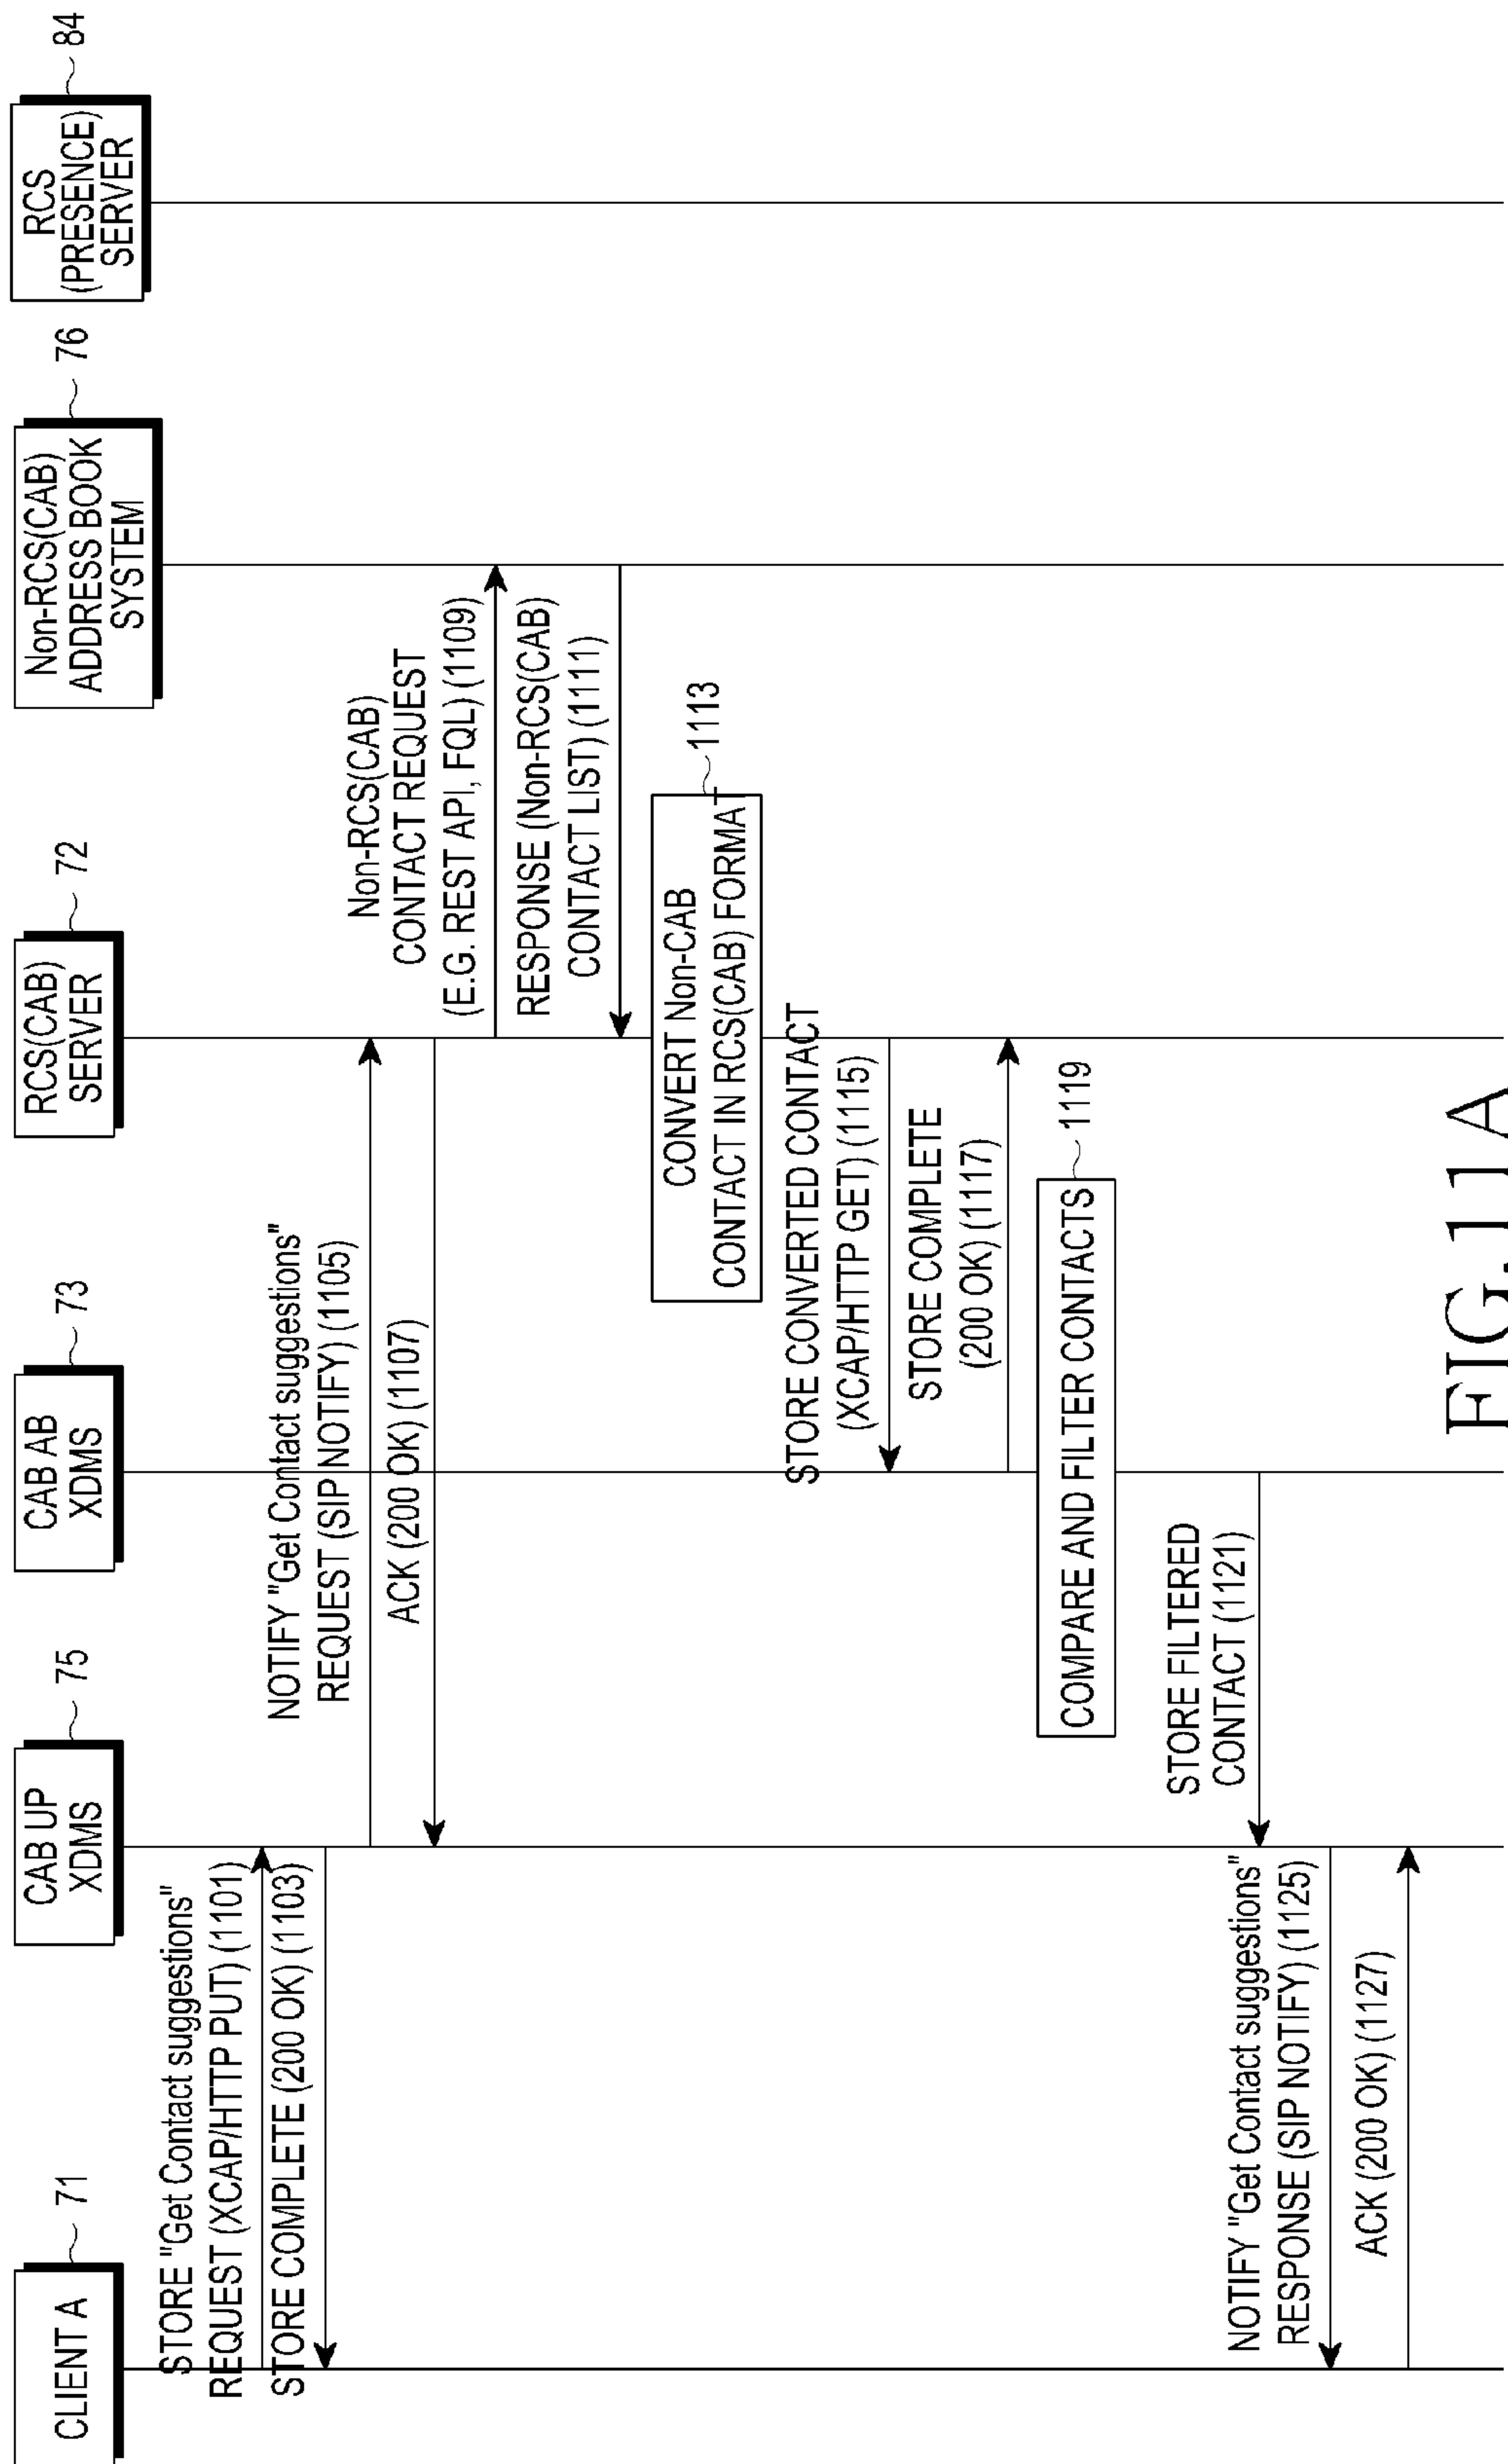 CLIENT A
71
CAB UP
XDMS
75
CAB AB
XDMS
73
RCS(CAB)
SERVER
72
Non-RCS(CAB)
ADDRESS BOOK
SYSTEM
76
RCS
(PRESENCE)
SERVER
84
STORE "Get Contact suggestions"
REQUEST (XCAP/HTTP PUT) (1101)
STORE COMPLETE (200 OK) (1103)
NOTIFY "Get Contact suggestions"
REQUEST (SIP NOTIFY) (1105)
ACK (200 OK) (1107)
Non-RCS(CAB)
CONTACT REQUEST
(E.G. REST API, FQL) (1109)
RESPONSE (Non-RCS(CAB)
CONTACT LIST) (1111)
CONVERT Non-CAB
CONTACT IN RCS(CAB) FORMAT
1113
STORE CONVERTED CONTACT
(XCAP/HTTP GET) (1115)
STORE COMPLETE
(200 OK) (1117)
COMPARE AND FILTER CONTACTS
1119
STORE FILTERED
CONTACT (1121)
NOTIFY "Get Contact suggestions"
RESPONSE (SIP NOTIFY) (1125)
ACK (200 OK) (1127)
FIG.11A